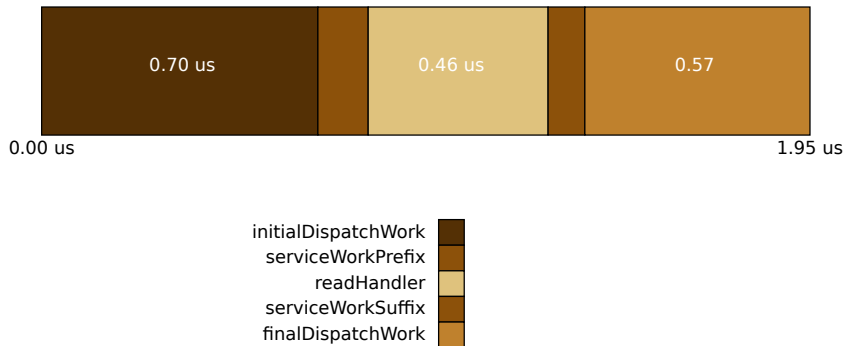 0.70 us 0.46 us 0.57
0.00 us 1.95 us
initialDispatchWork
serviceWorkPrefix
readHandler
serviceWorkSuffix
finalDispatchWork